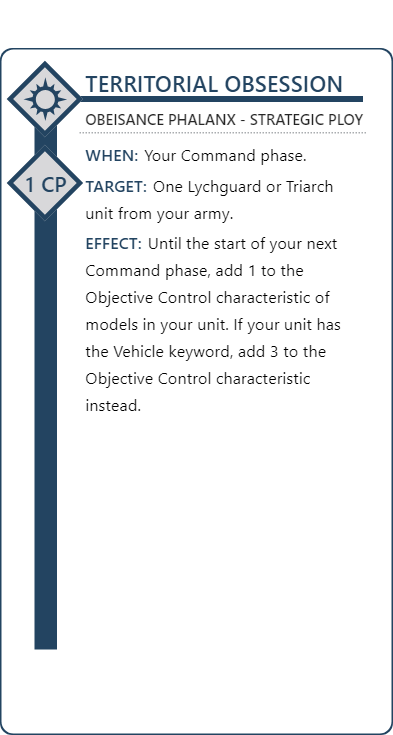 TERRITORIAL OBSESSION
OBEISANCE PHALANX - STRATEGIC PLOY
1 CP
WHEN: Your Command phase.
TARGET: One Lychguard or Triarch
unit from your army.
EFFECT: Until the start of your next
Command phase, add 1 to the
Objective Control characteristic of
models in your unit. If your unit has
the Vehicle keyword, add 3 to the
Objective Control characteristic
instead.